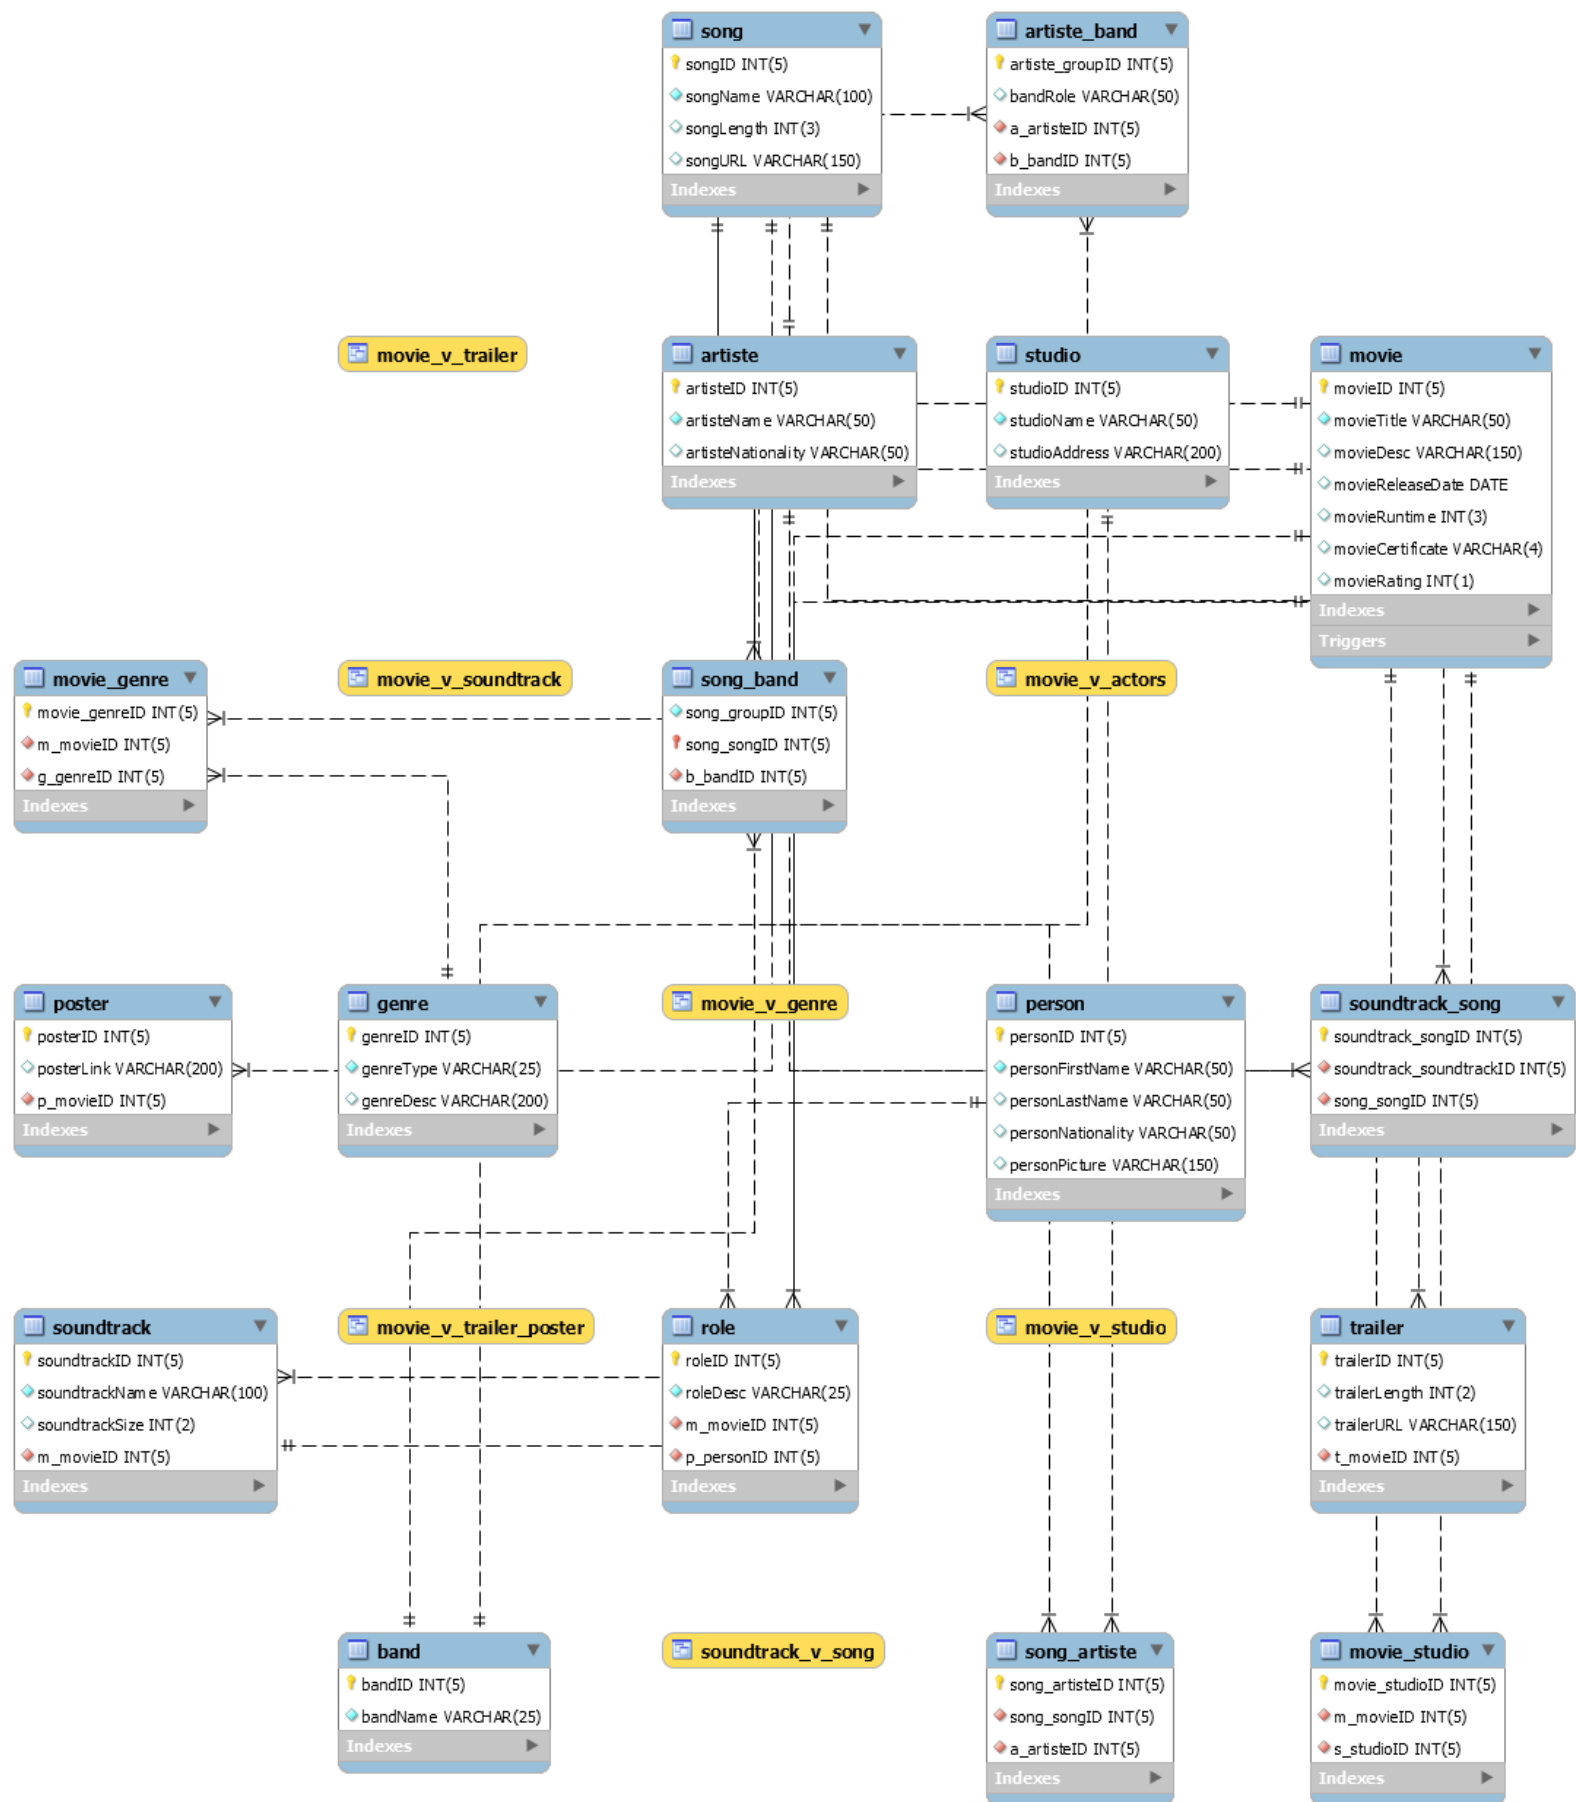 song
songID INT(5)
songName VARCHAR(100)
songLength INT(3)
songURL VARCHAR(150)
Indexes
artiste_band
artiste_groupID INT(5)
bandRole VARCHAR(50)
a_artisteID INT(5)
b_bandID INT(5)
Indexes
movie_v_trailer
artiste
artisteID INT(5)
artisteName VARCHAR(50)
artisteNationality VARCHAR(50)
Indexes
studio
studioID INT(5)
studioName VARCHAR(50)
studioAddress VARCHAR(200)
Indexes
movie
movieID INT(5)
movieTitle VARCHAR(50)
movieDesc VARCHAR(150)
movieReleaseDate DATE
movieRuntime INT(3)
movieCertificate VARCHAR(4)
movieRating INT(1)
Indexes
Triggers
movie_genre
movie_genreID INT(5)
m_movieID INT(5)
g_genreID INT(5)
Indexes
movie_v_soundtrack
song_band
song_groupID INT(5)
song_songID INT(5)
b_bandID INT(5)
Indexes
movie_v_actors
poster
posterID INT(5)
posterLink VARCHAR(200)
p_movieID INT(5)
Indexes
genre
genreID INT(5)
genreType VARCHAR(25)
genreDesc VARCHAR(200)
Indexes
movie_v_genre
person
personID INT(5)
personFirstName VARCHAR(50)
personLastName VARCHAR(50)
personNationality VARCHAR(50)
personPicture VARCHAR(150)
Indexes
soundtrack_song
soundtrack_songID INT(5)
soundtrack_soundtrackID INT(5)
song_songID INT(5)
Indexes
soundtrack
soundtrackID INT(5)
soundtrackName VARCHAR(100)
soundtrackSize INT(2)
m_movieID INT(5)
Indexes
movie_v_trailer_poster
role
roleID INT(5)
roleDesc VARCHAR(25)
m_movieID INT(5)
p_personID INT(5)
Indexes
movie_v_studio
trailer
trailerID INT(5)
trailerLength INT(2)
trailerURL VARCHAR(150)
t_movieID INT(5)
Indexes
band
bandID INT(5)
bandName VARCHAR(25)
Indexes
soundtrack_v_song
song_artiste
song_artisteID INT(5)
song_songID INT(5)
a_artisteID INT(5)
Indexes
movie_studio
movie_studioID INT(5)
m_movieID INT(5)
s_studioID INT(5)
Indexes